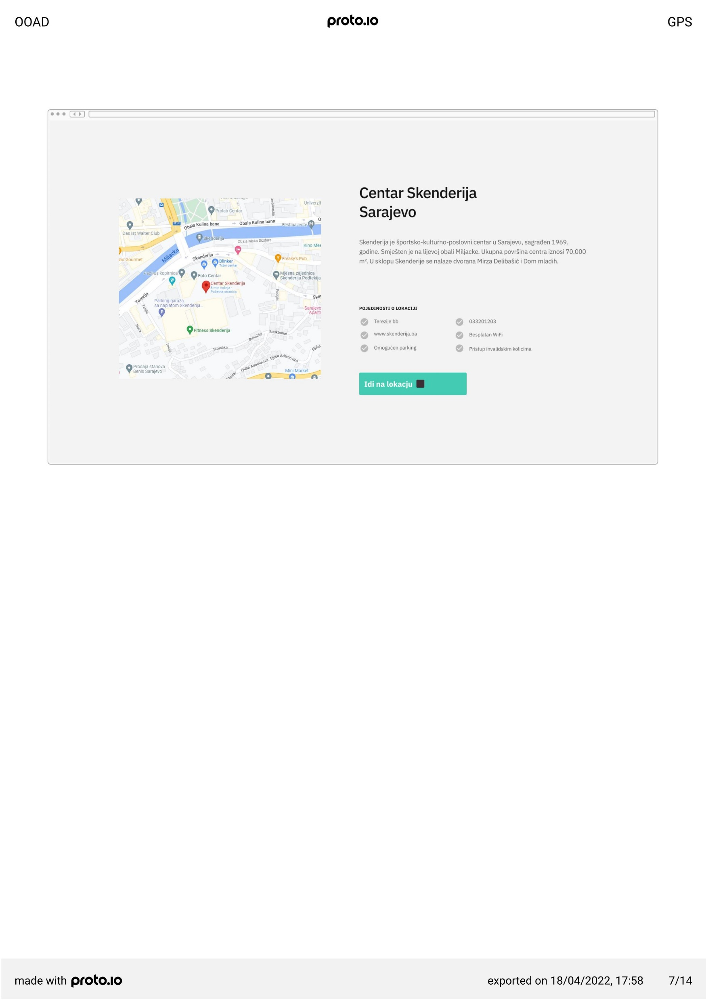 OOAD
proto.io
GPS
Prolab Centar
Univerzit
M18
Obala Kulina bana
Obala Kulina bana
Festina lente
Das ist Walter Club
Skenderija
Obala Maka Dizdara
Kino Mee
Miljacka
Skenderija
zio Gourmet
Blinker
Tržni centar
Freaky's Pub
Papirus kopirnica
Foto Centar
Mjesna zajednica
Skenderija Podtekija
Centar Skenderija
8 min vožnja -
Početna stranica
Podgaj
Terezija
Sker
Parking garaža
sa naplatom Skenderija...
Tekija
Sarajevo
Apartr
P
Nova
Fitness Skenderija
Soukbunar
Stolačka
Tekija
Stolačka
Ejuba
Ejuba Ademovića
Ejuba Ademovića
Prodaja stanova
Benis Sarajevo
Mini Market
Centar Skenderija
Sarajevo
Skenderija je športsko-kulturno-poslovni centar u Sarajevu, sagrađen 1969.
godine. Smješten je na lijevoj obali Miljacke. Ukupna površina centra iznosi 70.000
m². U sklopu Skenderije se nalaze dvorana Mirza Delibašić i Dom mladih.
POJEDINOSTI O LOKACIJI
Terezije bb
033201203
www.skenderija.ba
Besplatan WiFi
Omogućen parking
Pristup invalidskim kolicima
Idi na lokacju
made with proto.io
exported on 18/04/2022, 17:58
7/14